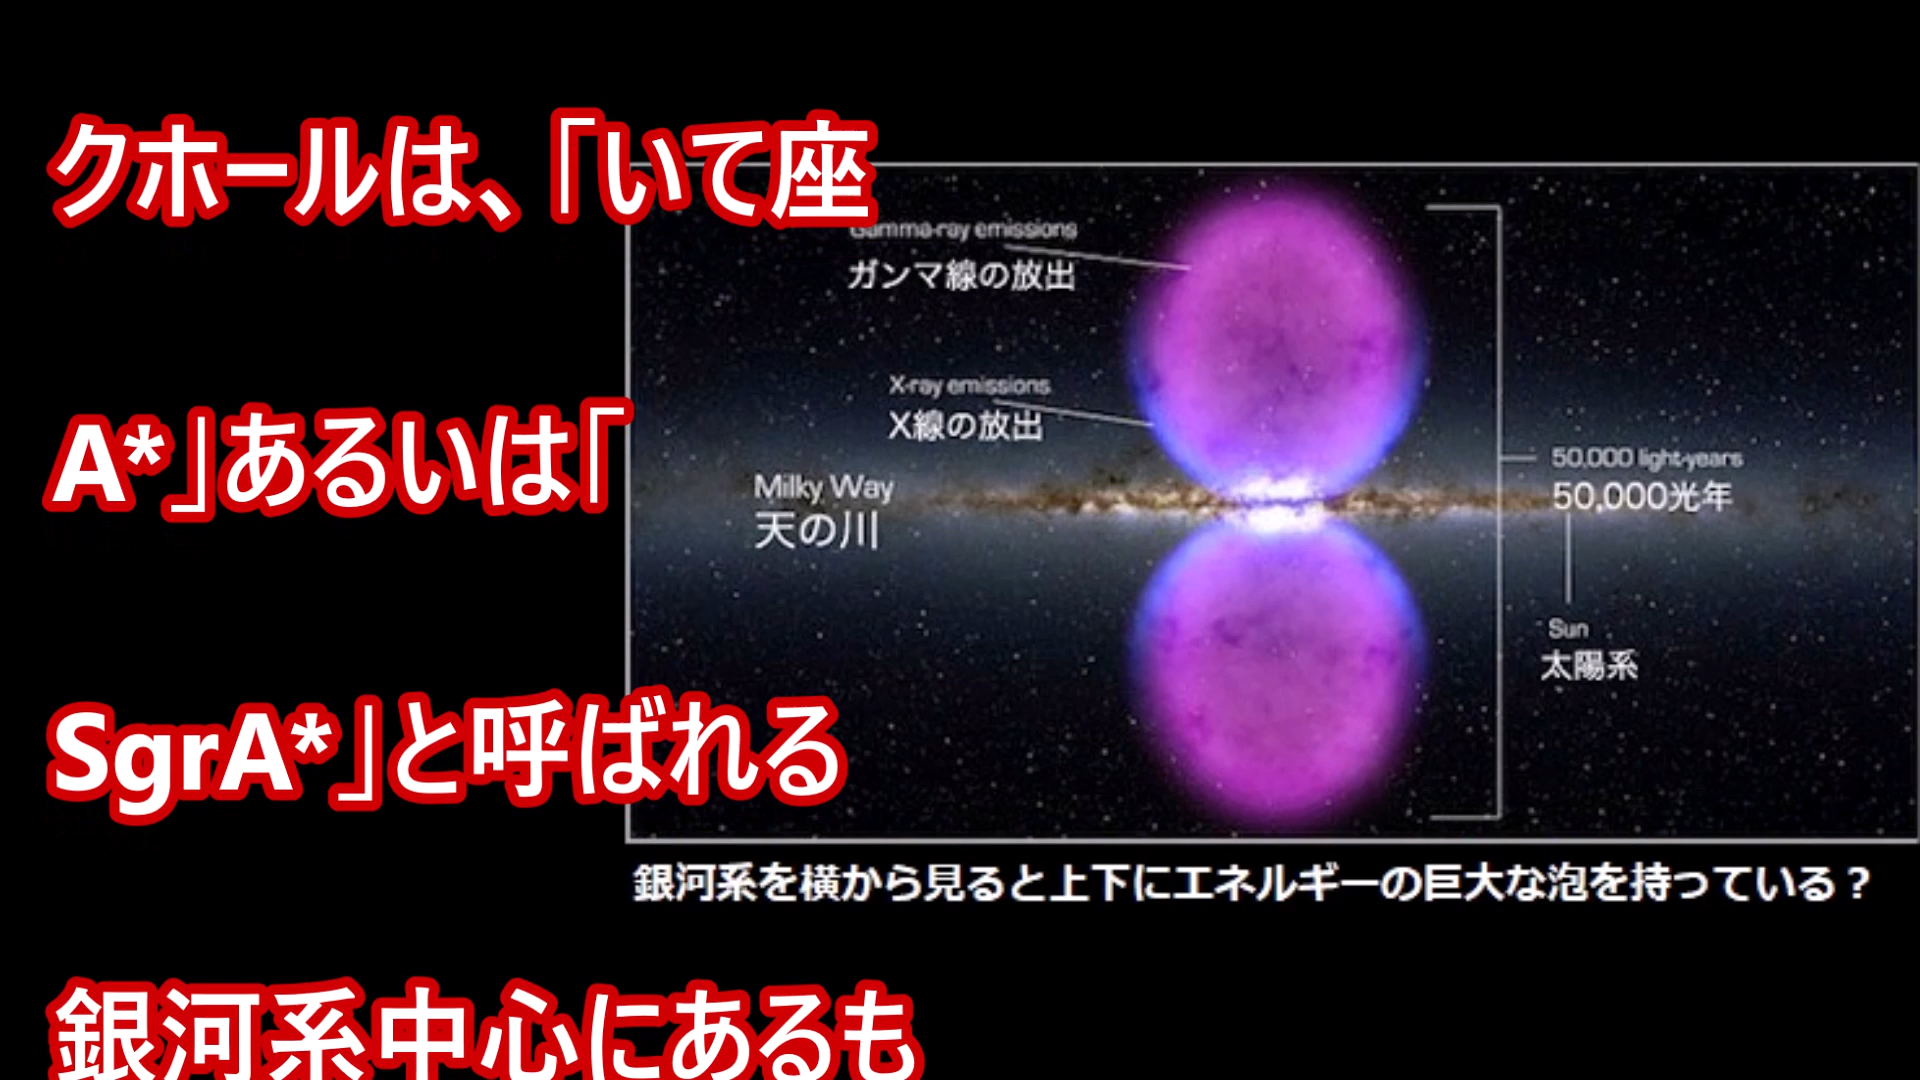 クホールは、「いて座
A*」あるいは「
SgrA*」と呼ばれる
銀河系中心にあるも
Gamma-ray emissions
ガンマ線の放出
X-ray emissions
X線の放出
Milky Way
天の川
50,000 light-years
50,000光年
Sun
太陽系
銀河系を横から見ると上下にエネルギーの巨大な泡を持っている？